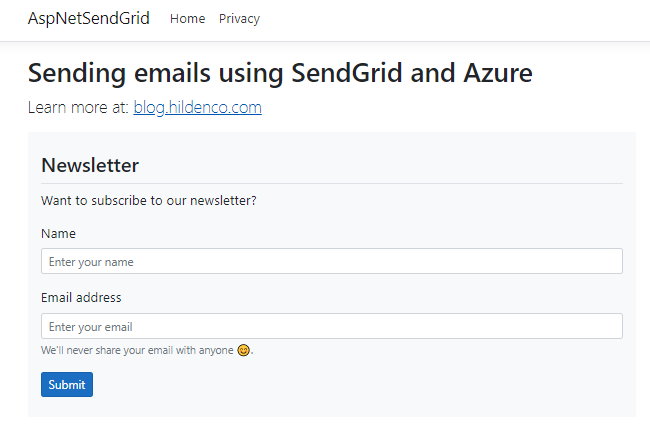 AspNetSendGrid Home Privacy
Sending emails using SendGrid and Azure
Learn more at: blog.hildenco.com
Newsletter
Want to subscribe to our newsletter?
Name
Enter your name
Email address
Enter your email
We'll never share your email with anyone 😊.
Submit